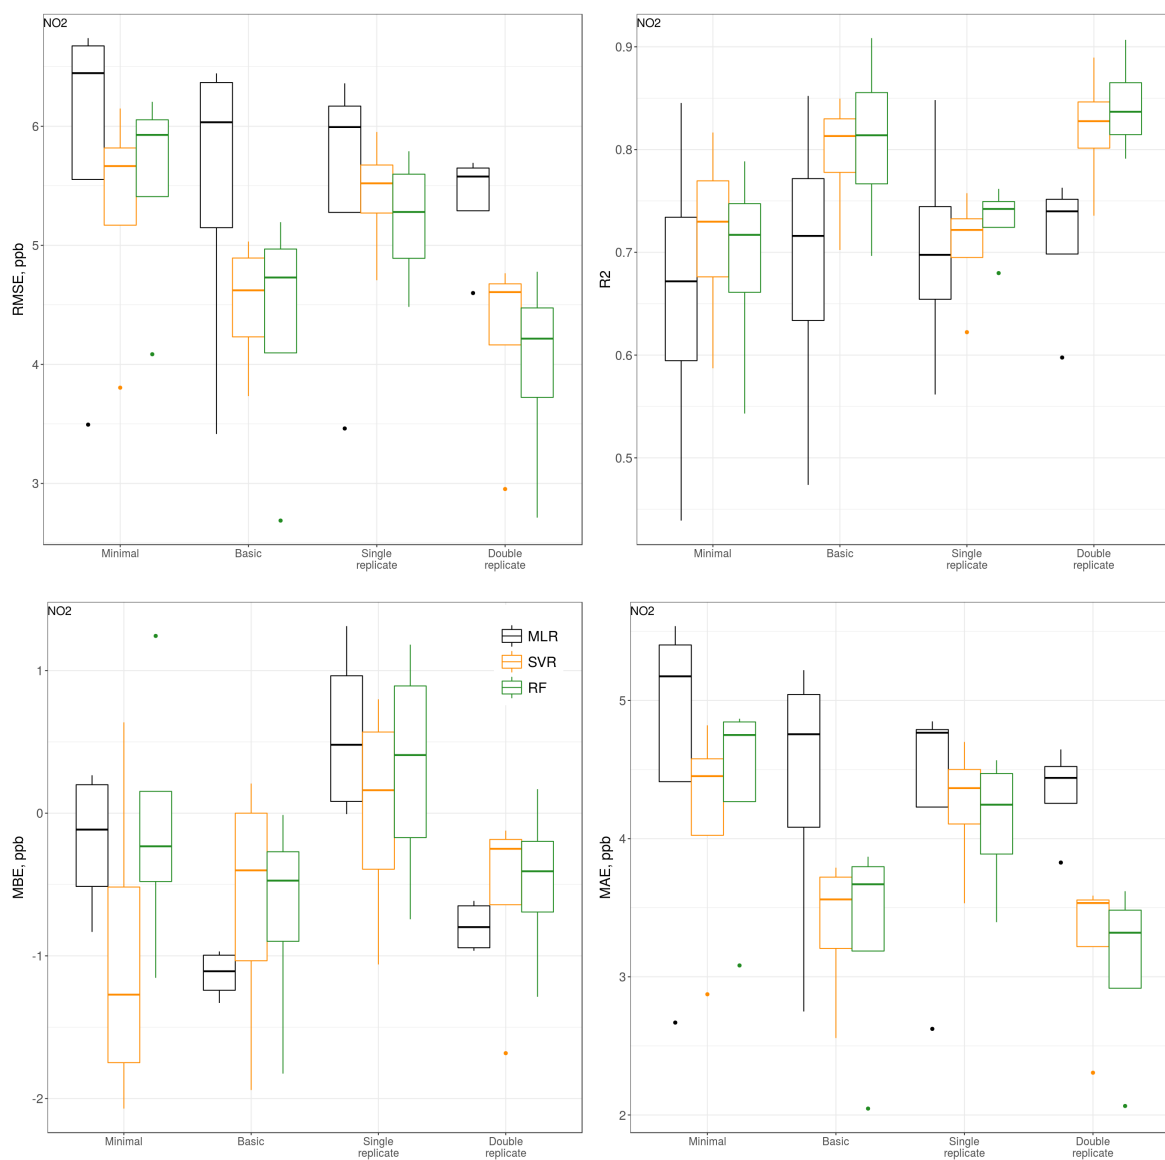 NO2
RMSE, ppb
6
5
4
3
Minimal
Basic
Single
replicate
Double
replicate
NO2
R2
0.9
0.8
0.7
0.6
0.5
Minimal
Basic
Single
replicate
Double
replicate
NO2
MBE, ppb
1
0
-1
-2
MLR
SVR
RF
Minimal
Basic
Single
replicate
Double
replicate
NO2
MAE, ppb
5
4
3
2
Minimal
Basic
Single
replicate
Double
replicate